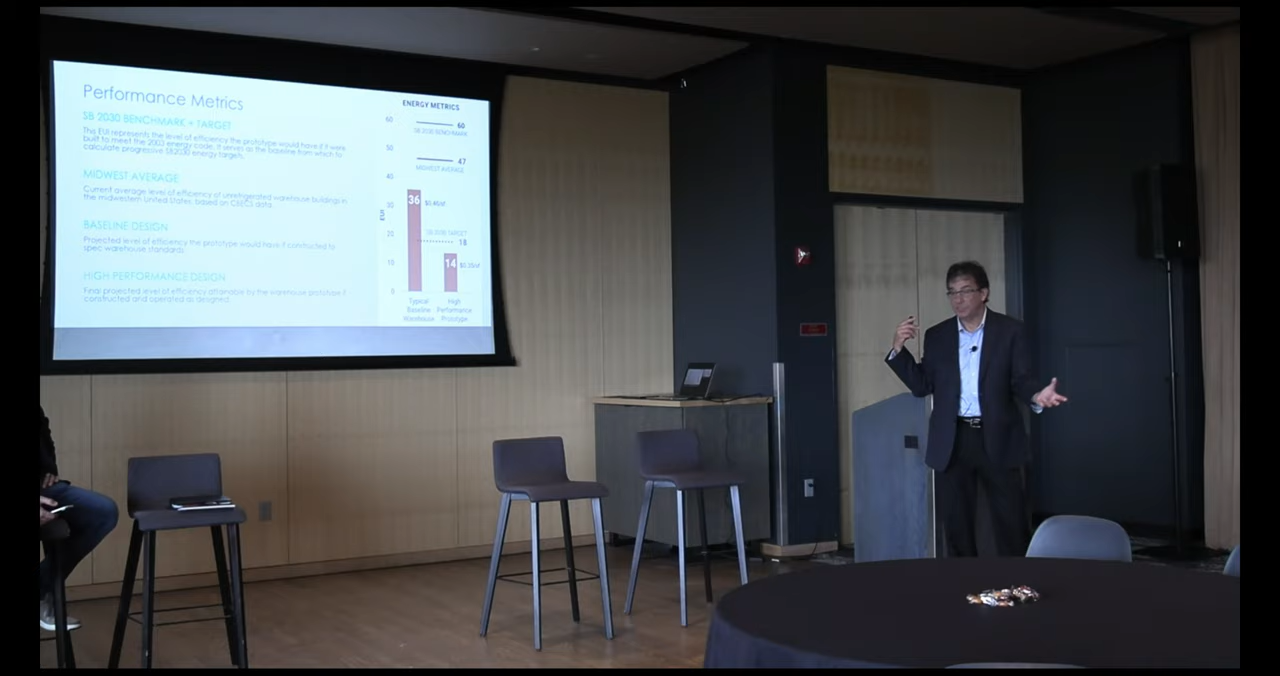 Performance Metrics
SB 2030 BENCHMARK + TARGET
This EUI represents the level of efficiency the prototype would have if it were
built to meet the 2003 energy code. It serves as the baseline from which to
calculate progressive SB2030 energy targets.
MIDWEST AVERAGE
Current average level of efficiency of unrefrigerated warehouse buildings in
the midwestern United States, based on CBECS data.
BASELINE DESIGN
Projected level of efficiency the prototype would have if constructed to
spec warehouse standards
HIGH PERFORMANCE DESIGN
Final projected level of efficiency attainable by the warehouse prototype if
constructed and operated as designed.
ENERGY METRICS
60
60
SB 2030 BENCHMARK
50
47
MIDWEST AVERAGE
40
36
30
EUI
20
SB 2030 TARGET
18
14
10
0
Typical
Baseline
Warehouse
High
Performance
Prototype